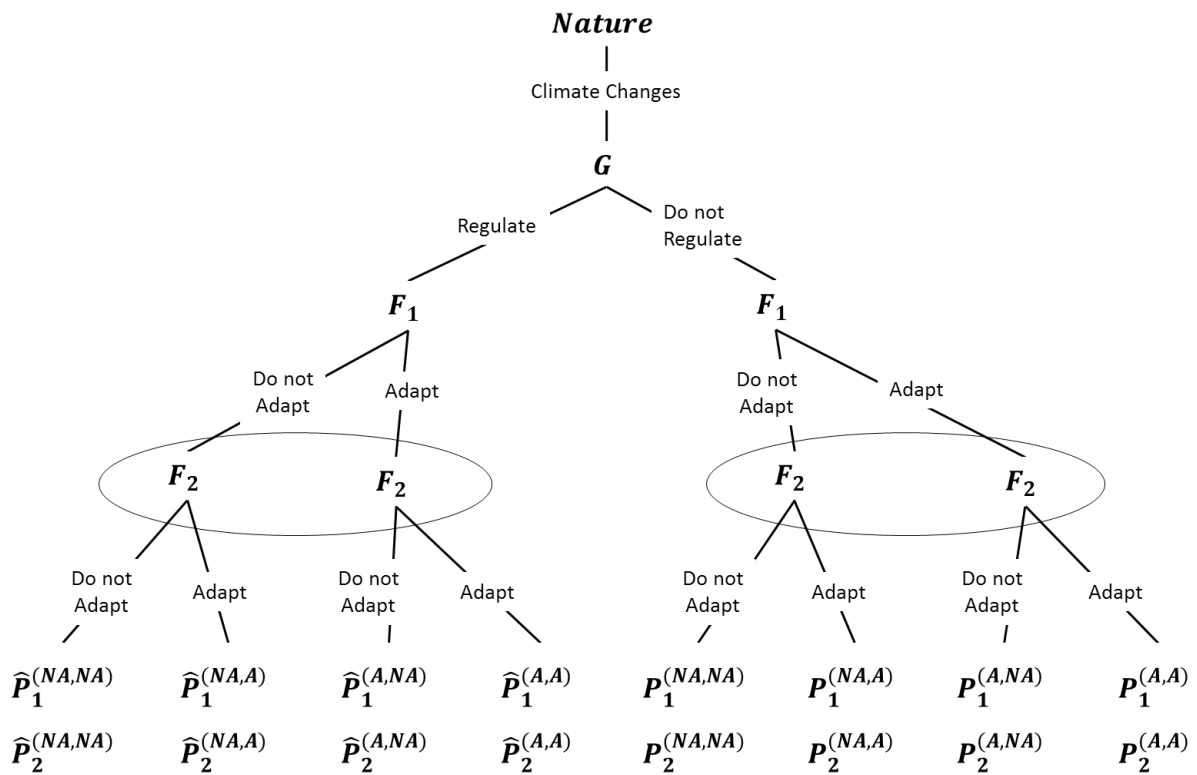 Nature
Climate Changes
G
Regulate
Do not
Regulate
F₁ F₁
Do not
Adapt
Adapt
Do not
Adapt
Adapt
F₂ F₂ F₂ F₂
Do not
Adapt
Adapt
Do not
Adapt
Adapt
Do not
Adapt
Adapt
Do not
Adapt
Adapt
P̂₁^(NA,NA) P̂₁^(NA,A) P̂₁^(A,NA) P̂₁^(A,A) P₁^(NA,NA) P₁^(NA,A) P₁^(A,NA) P₁^(A,A)
P̂₂^(NA,NA) P̂₂^(NA,A) P̂₂^(A,NA) P̂₂^(A,A) P₂^(NA,NA) P₂^(NA,A) P₂^(A,NA) P₂^(A,A)